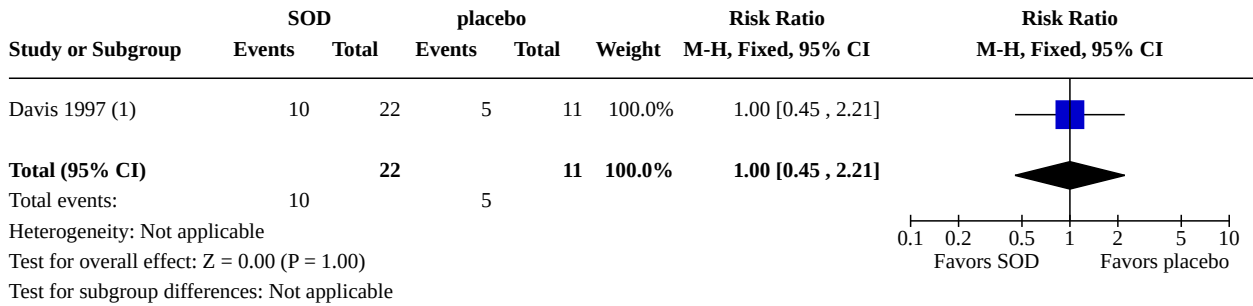 SOD placebo Risk Ratio Risk Ratio
Study or Subgroup Events Total Events Total Weight M-H, Fixed, 95% CI M-H, Fixed, 95% CI
Davis 1997 (1) 10 22 5 11 100.0% 1.00 [0.45 , 2.21]
Total (95% CI) 22 11 100.0% 1.00 [0.45 , 2.21]
Total events: 10 5
Heterogeneity: Not applicable
0.1 0.2 0.5 1 2 5 10
Test for overall effect: Z = 0.00 (P = 1.00) Favors SOD Favors placebo
Test for subgroup differences: Not applicable